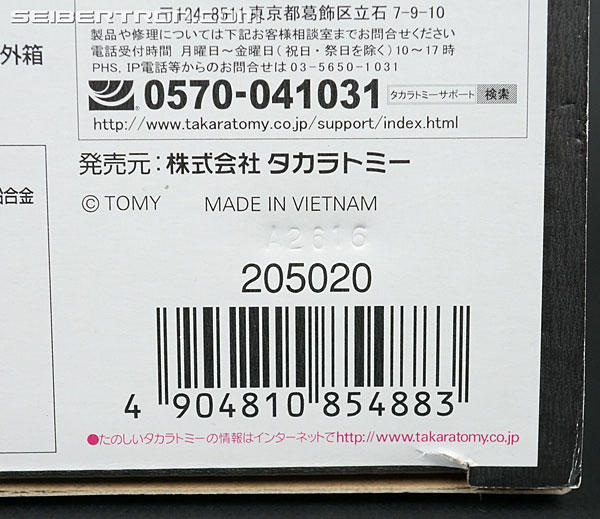 SEIBERTRON.COM
〒124-8511東京都葛飾区立石7-9-10
製品や修理については下記お客様相談室までお問合せください
外箱
電話受付時間 月曜日〜金曜日(祝日・祭日を除く)10〜17時
PHS, IP電話等からのお問合せは03-5650-1031
0570-041031 タカラトミーサポート 検索
http://www.takaratomy.co.jp/support/index.html
発売元:株式会社 タカラトミー
合金
© TOMY MADE IN VIETNAM
A2616
205020
4 904810 854883
●たのしいタカラトミーの情報はインターネットでhttp://www.takaratomy.co.jp